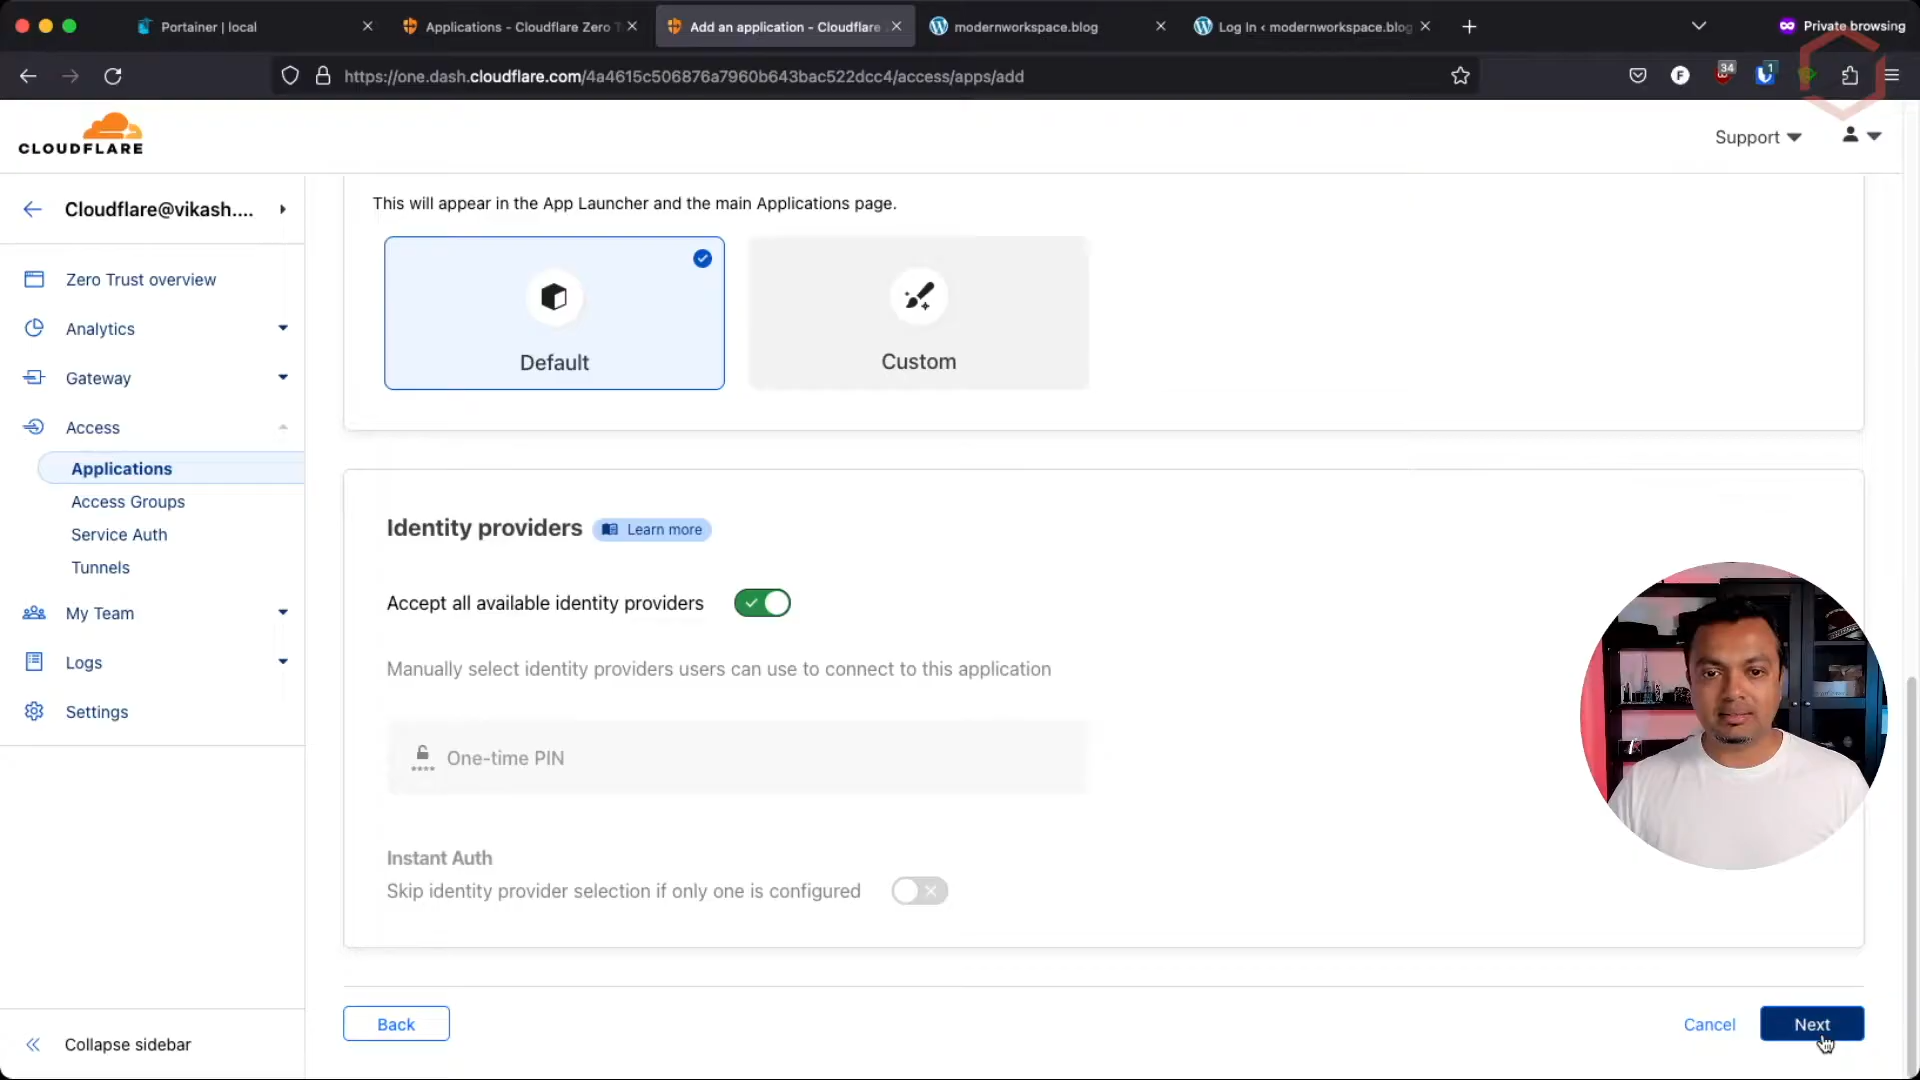 Portainer | local
Applications - Cloudflare Zero T
Add an application - Cloudflare
modernworkspace.blog
Log In ‹ modernworkspace.blog
Private browsing
https://one.dash.cloudflare.com/4a4615c506876a7960b643bac522dcc4/access/apps/add
F
34
1
CLOUDFLARE
Support
Cloudflare@vikash....
Zero Trust overview
Analytics
Gateway
Access
Applications
Access Groups
Service Auth
Tunnels
My Team
Logs
Settings
Collapse sidebar
This will appear in the App Launcher and the main Applications page.
Default
Custom
Identity providers
Learn more
Accept all available identity providers
Manually select identity providers users can use to connect to this application
One-time PIN
Instant Auth
Skip identity provider selection if only one is configured
Back
Cancel
Next